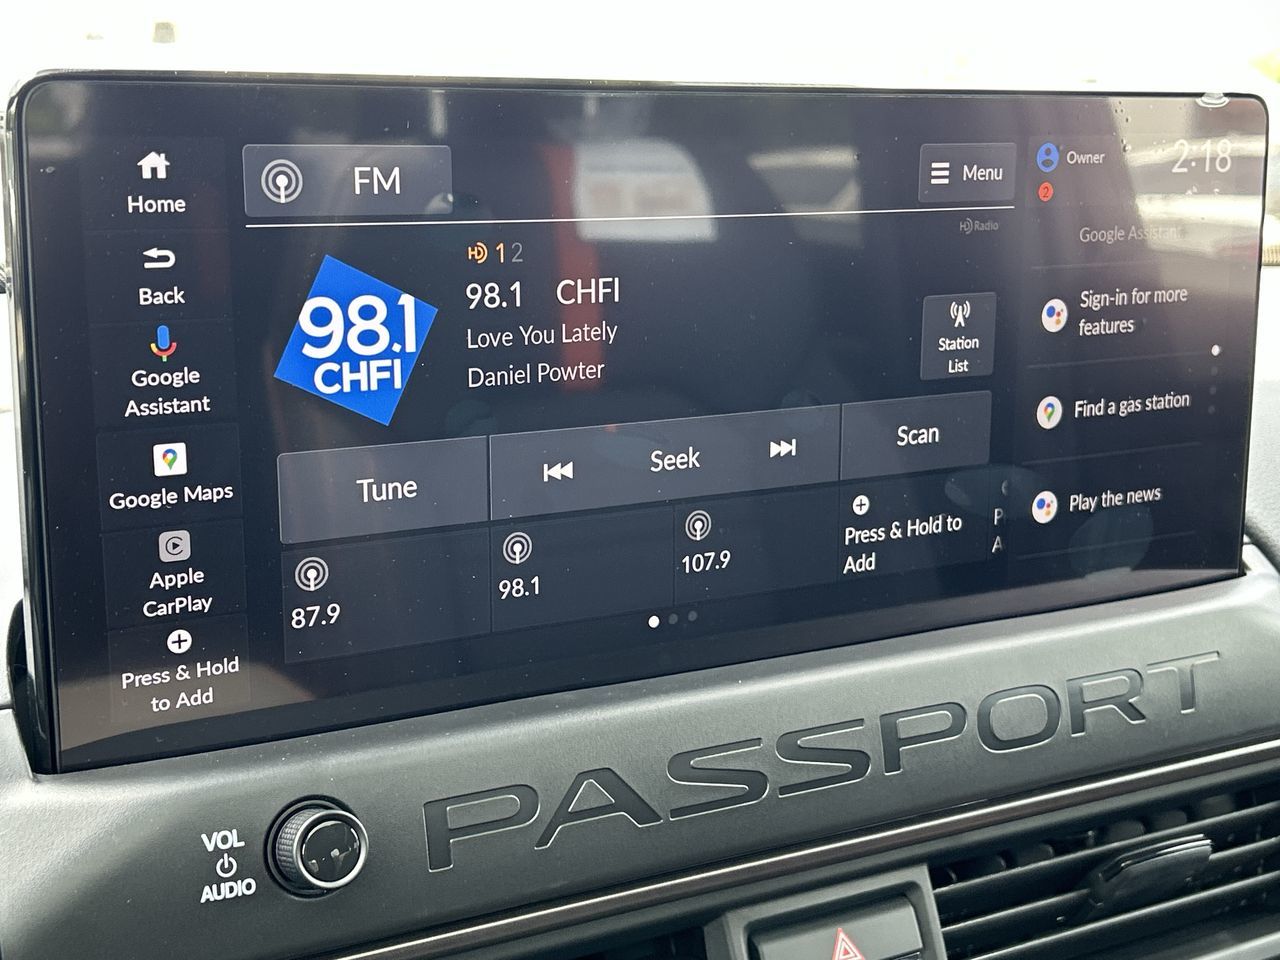 Home
Back
Google
Assistant
Google Maps
Apple
CarPlay
Press & Hold
to Add
FM
Menu
HD Radio
98.1
CHFI
HD 1 2
98.1 CHFI
Love You Lately
Daniel Powter
Station
List
Tune
Seek
Scan
87.9
98.1
107.9
Press & Hold to
Add
P
A
Owner
2
2:18
Google Assistant
Sign-in for more
features
Find a gas station
Play the news
PASSPORT
VOL
AUDIO